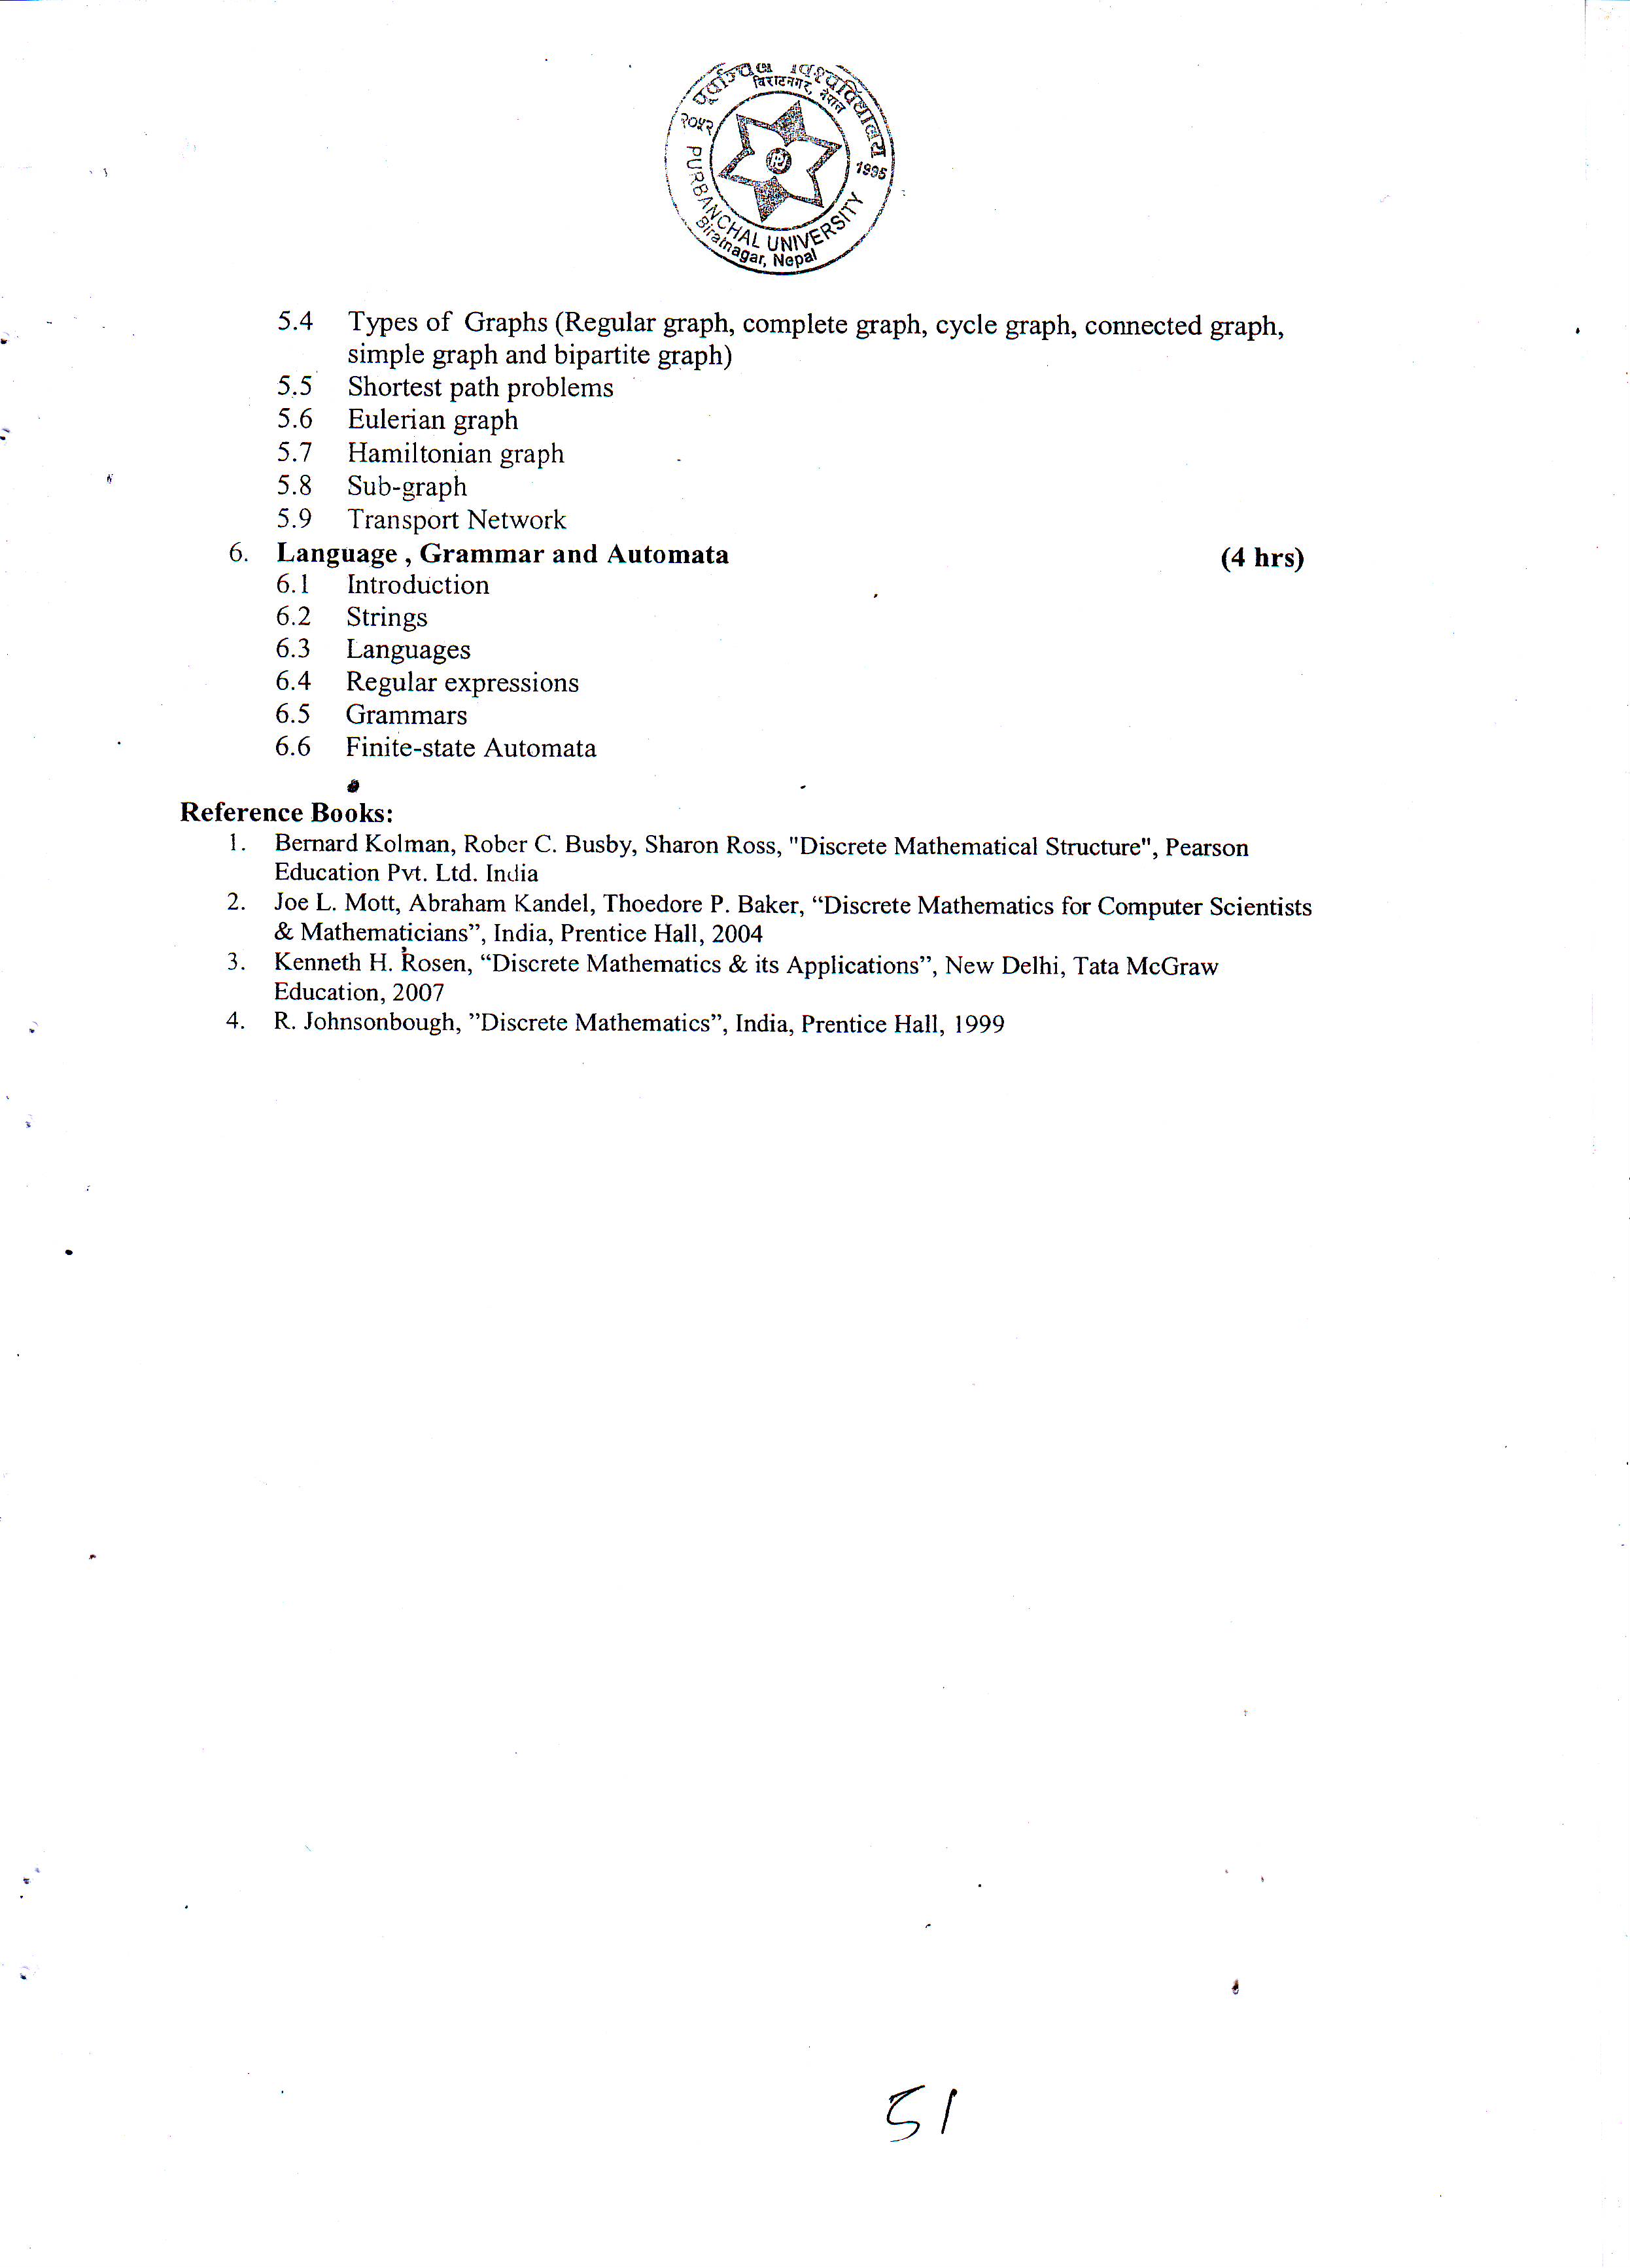 पूर्वाञ्चल विश्वविद्यालय
विराटनगर, नेपाल
२०५२
1995
PURBANCHAL UNIVERSITY
Biratnagar, Nepal
5.4 Types of Graphs (Regular graph, complete graph, cycle graph, connected graph,
simple graph and bipartite graph)
5.5 Shortest path problems
5.6 Eulerian graph
5.7 Hamiltonian graph
5.8 Sub-graph
5.9 Transport Network
6. Language , Grammar and Automata (4 hrs)
6.1 Introduction
6.2 Strings
6.3 Languages
6.4 Regular expressions
6.5 Grammars
6.6 Finite-state Automata
Reference Books:
1. Bernard Kolman, Rober C. Busby, Sharon Ross, "Discrete Mathematical Structure", Pearson
Education Pvt. Ltd. India
2. Joe L. Mott, Abraham Kandel, Thoedore P. Baker, “Discrete Mathematics for Computer Scientists
& Mathematicians”, India, Prentice Hall, 2004
3. Kenneth H. Rosen, “Discrete Mathematics & its Applications”, New Delhi, Tata McGraw
Education, 2007
4. R. Johnsonbough, ”Discrete Mathematics”, India, Prentice Hall, 1999
51